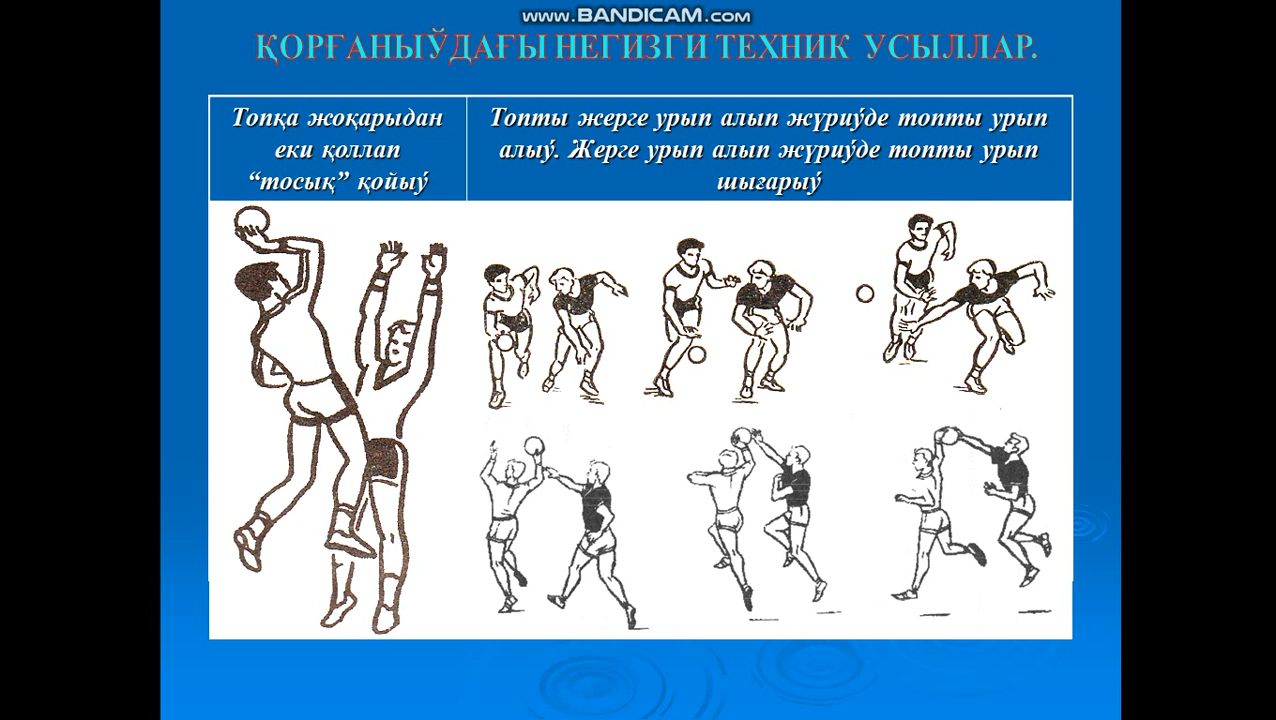 www.BANDICAM.com
ҚОРҒАНЫЎДАҒЫ НЕГИЗГИ ТЕХНИК УСЫЛЛАР.
Топқа жоқарыдан
еки қоллап
“тосық” қойыў
Топты жерге урып алып жүриўде топты урып
алыў. Жерге урып алып жүриўде топты урып
шығарыў